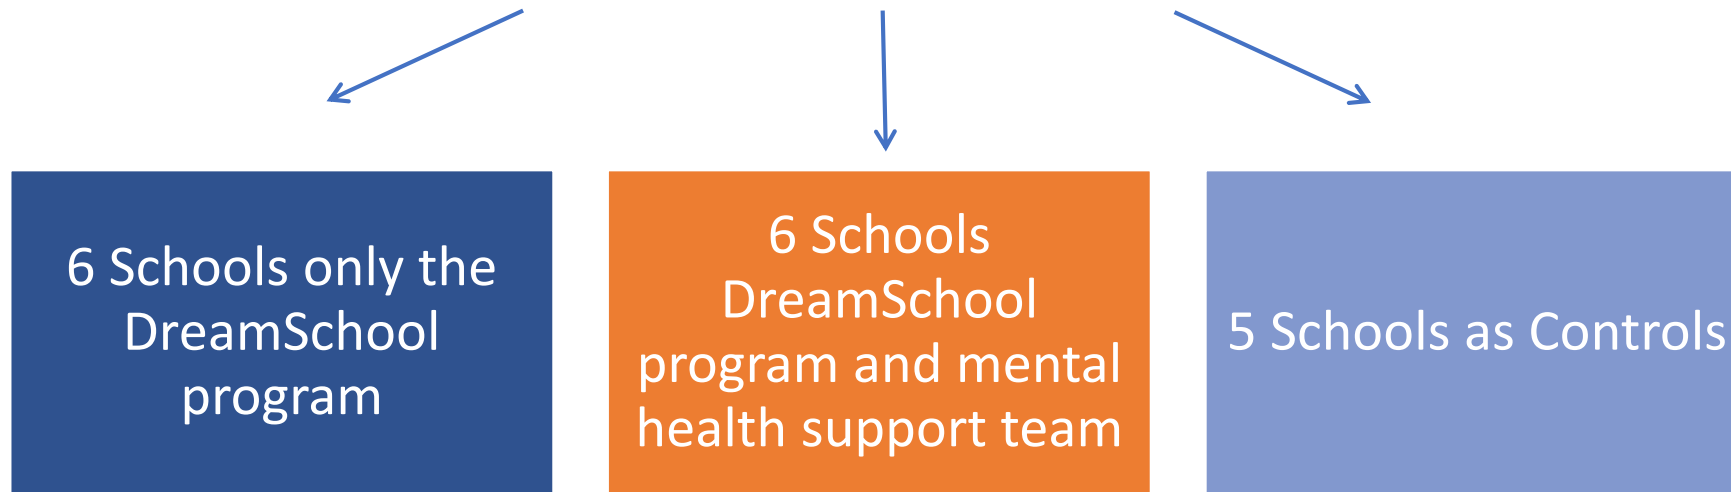 6 Schools only the
DreamSchool
program
6 Schools
DreamSchool
program and mental
health support team
5 Schools as Controls